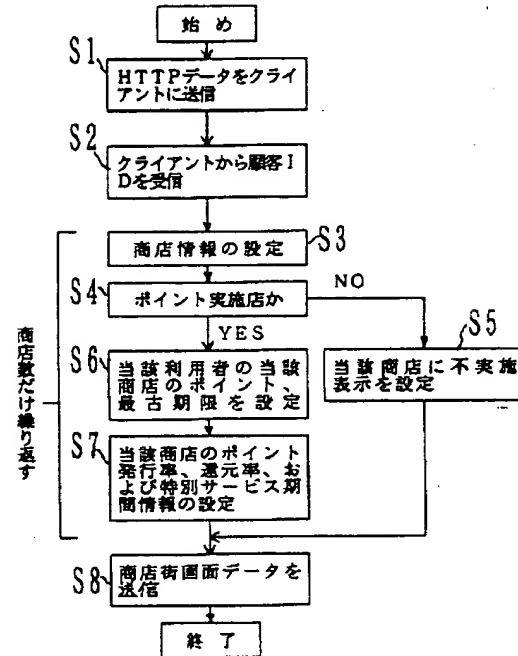 始め
S1
HTTPデータをクライ
アントに送信
S2
クライアントから顧客I
Dを受信
商店情報の設定
S3
S4
ポイント実施店か
NO
YES
S5
当該商店に不実施
表示を設定
S6
当該利用者の当該
商店のポイント、
最古期限を設定
S7
当該商店のポイント
発行率、還元率、お
よび特別サービス期
間情報の設定
商店数だけ繰り返す
S8
商店街画面データを
送信
終了